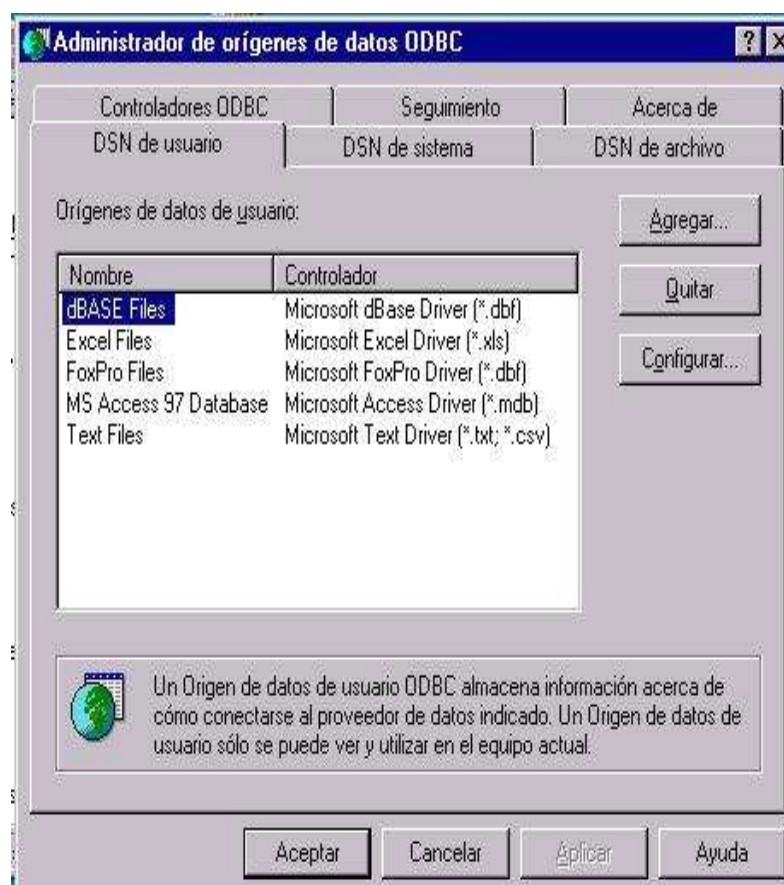 Administrador de orígenes de datos ODBC
Controladores ODBC Seguimiento Acerca de
DSN de usuario DSN de sistema DSN de archivo
Orígenes de datos de usuario:
Agregar...
Quitar
Configurar...
Nombre Controlador
dBASE Files Microsoft dBase Driver (*.dbf)
Excel Files Microsoft Excel Driver (*.xls)
FoxPro Files Microsoft FoxPro Driver (*.dbf)
MS Access 97 Database Microsoft Access Driver (*.mdb)
Text Files Microsoft Text Driver (*.txt; *.csv)
Un Origen de datos de usuario ODBC almacena información acerca de
cómo conectarse al proveedor de datos indicado. Un Origen de datos de
usuario sólo se puede ver y utilizar en el equipo actual.
Aceptar Cancelar Aplicar Ayuda